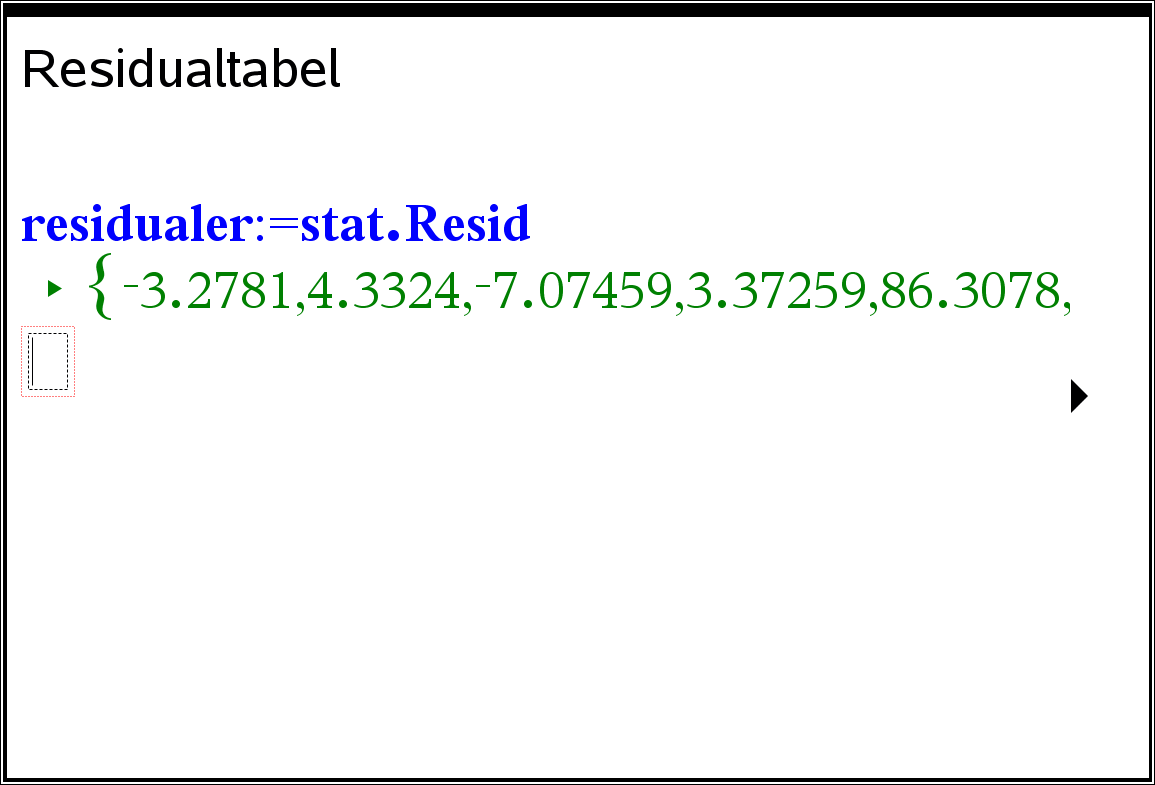 Residualtabel
residualer:=stat.Resid
▸ {-3.2781,4.3324,-7.07459,3.37259,86.3078,